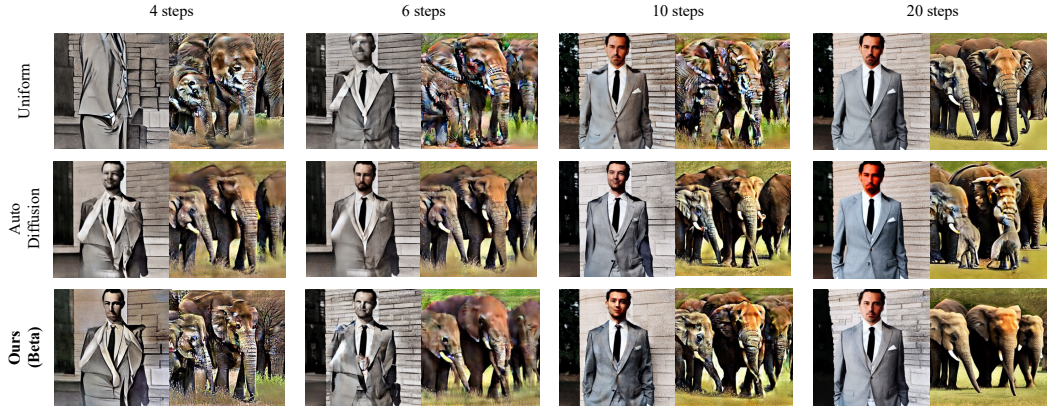 4 steps
6 steps
10 steps
20 steps
Uniform
Auto
Diffusion
Ours
(Beta)